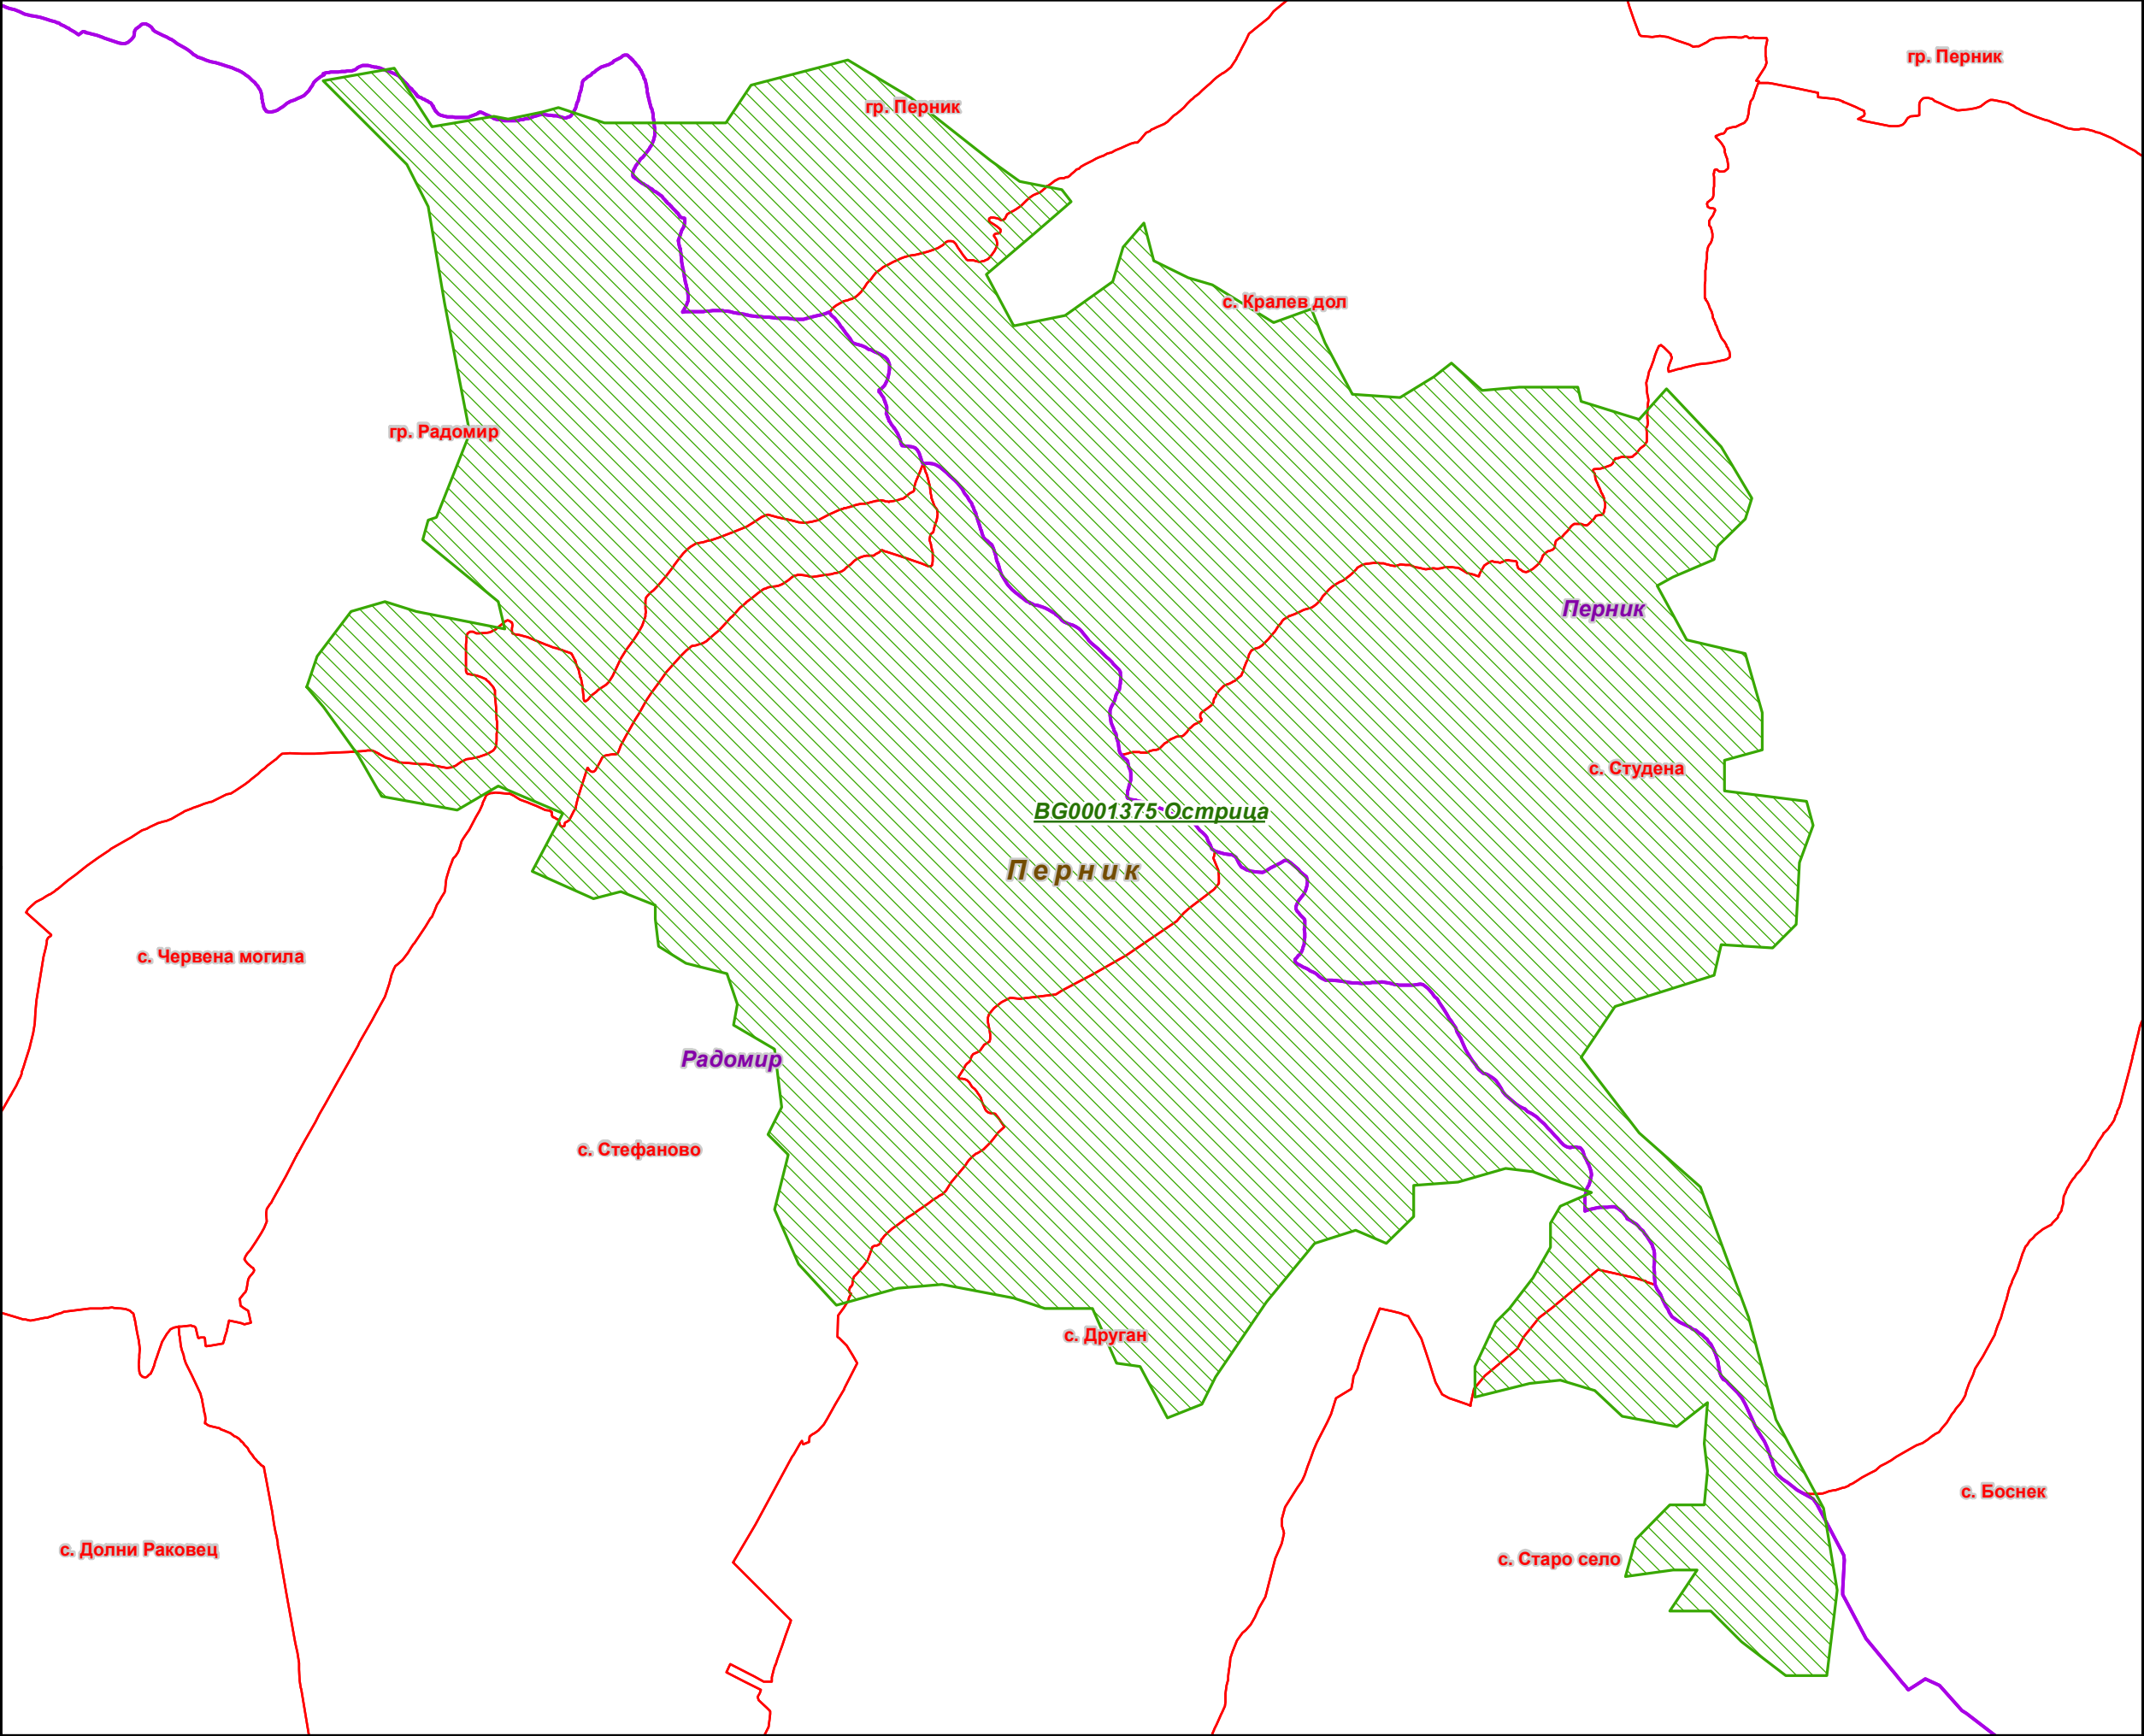 гр. Перник
гр. Перник
с. Кралев дол
гр. Радомир
Перник
с. Студена
BG0001375 Острица
Перник
с. Червена могила
Радомир
с. Стефаново
с. Друган
с. Боснек
с. Долни Раковец
с. Старо село